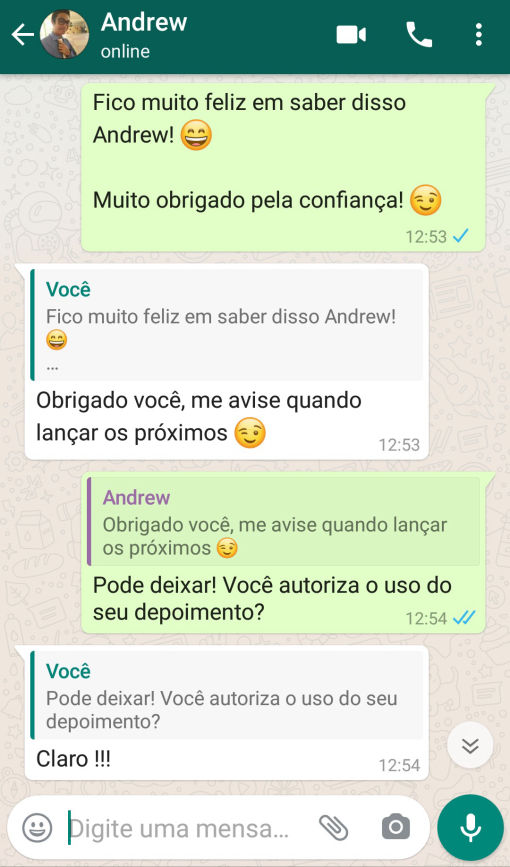 Andrew
online
Fico muito feliz em saber disso
Andrew! 😄
Muito obrigado pela confiança! 😉
12:53
Você
Fico muito feliz em saber disso Andrew!
😄
...
Obrigado você, me avise quando
lançar os próximos 😉
12:53
Andrew
Obrigado você, me avise quando lançar
os próximos 😉
Pode deixar! Você autoriza o uso do
seu depoimento?
12:54
Você
Pode deixar! Você autoriza o uso do seu
depoimento?
Claro !!!
12:54
Digite uma mensa...